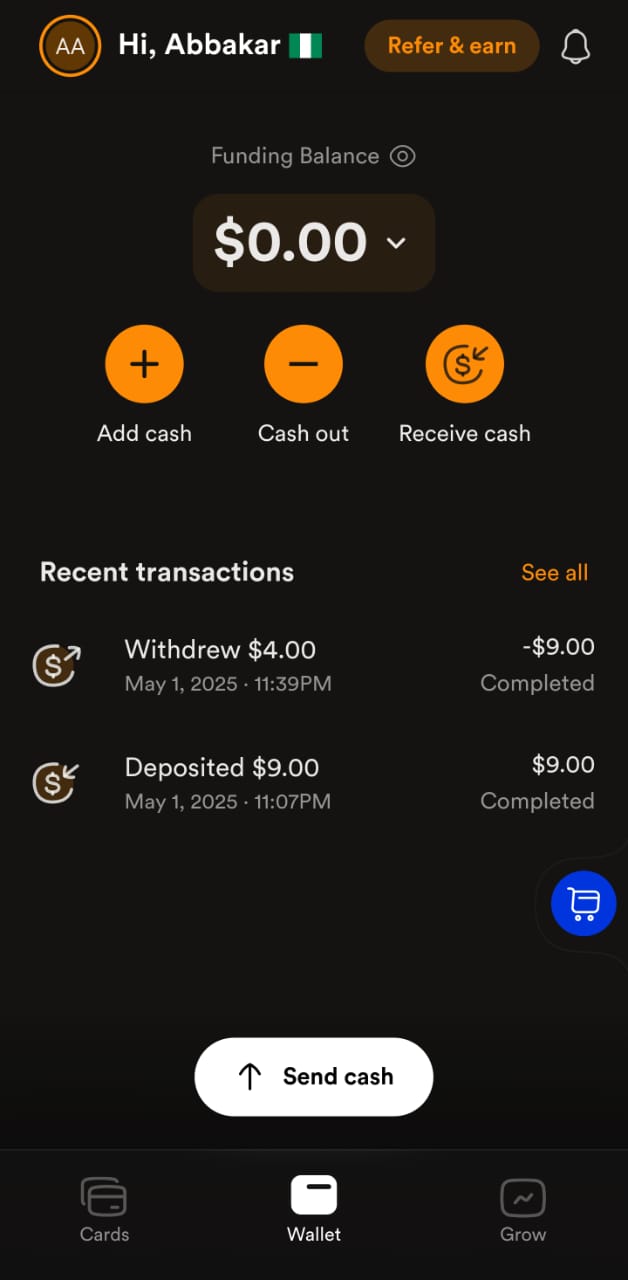 AA Hi, Abbakar Refer & earn
Funding Balance
$0.00
Add cash Cash out Receive cash
Recent transactions See all
Withdrew $4.00 -$9.00
May 1, 2025 · 11:39PM Completed
Deposited $9.00 $9.00
May 1, 2025 · 11:07PM Completed
Send cash
Cards Wallet Grow